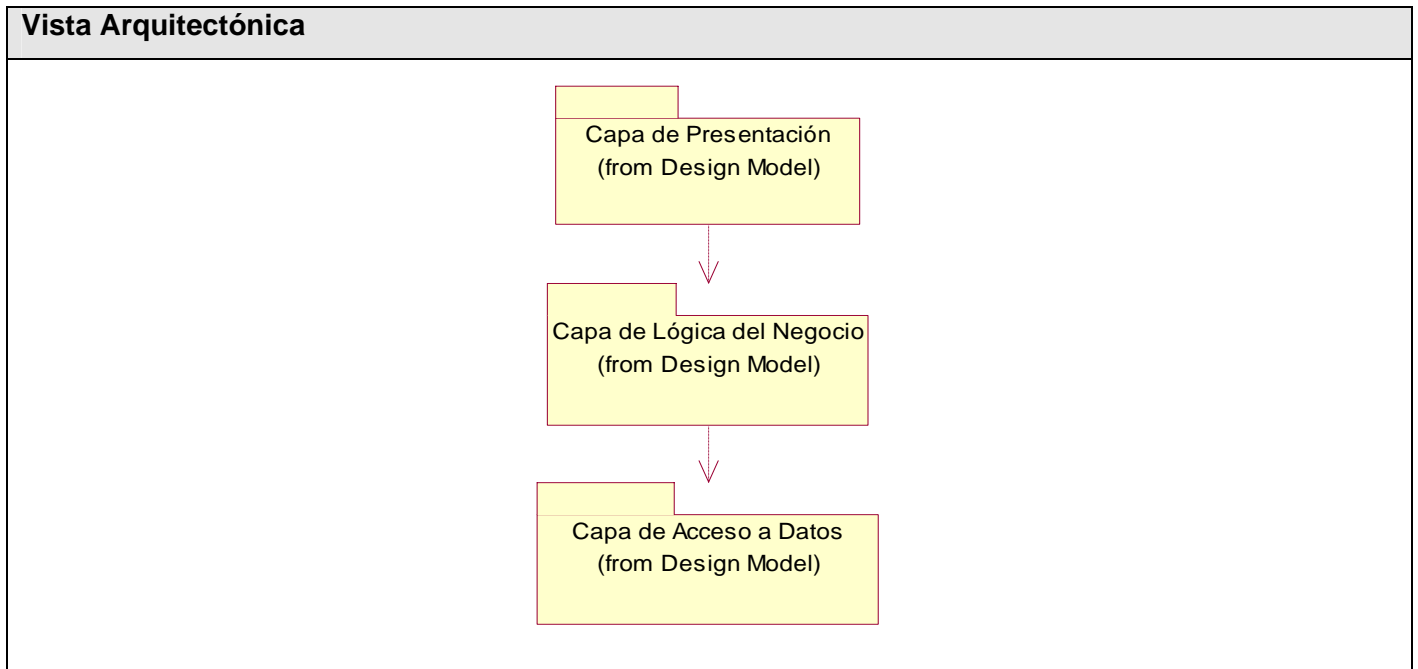 Vista Arquitectónica
Capa de Presentación
(from Design Model)
Capa de Lógica del Negocio
(from Design Model)
Capa de Acceso a Datos
(from Design Model)